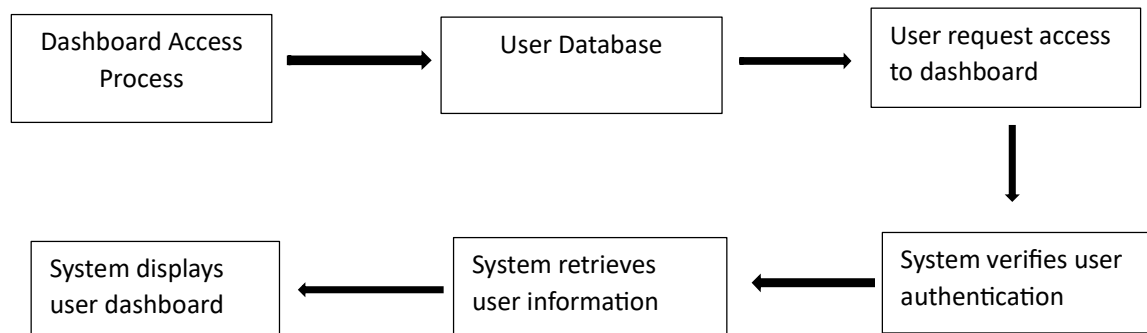 Dashboard Access
Process
User Database
User request access
to dashboard
System displays
user dashboard
System retrieves
user information
System verifies user
authentication